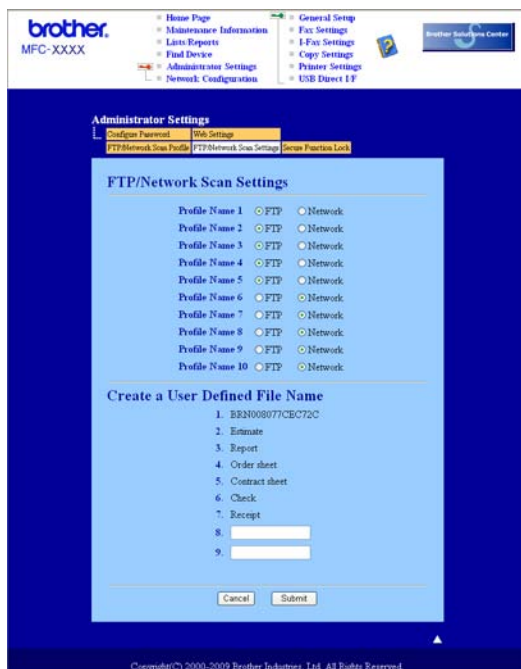 brother.
MFC-XXXX
Home Page
Maintenance Information
Lists/Reports
Find Device
Administrator Settings
Network Configuration
General Setup
Fax Settings
I-Fax Settings
Copy Settings
Printer Settings
USB Direct I/F
Brother Solutions Center
Administrator Settings
Configure Password Web Settings
FTP/Network Scan Profile FTP/Network Scan Settings Secure Function Lock
FTP/Network Scan Settings
Profile Name 1 FTP Network
Profile Name 2 FTP Network
Profile Name 3 FTP Network
Profile Name 4 FTP Network
Profile Name 5 FTP Network
Profile Name 6 FTP Network
Profile Name 7 FTP Network
Profile Name 8 FTP Network
Profile Name 9 FTP Network
Profile Name 10 FTP Network
Create a User Defined File Name
1. BRN008077CEC72C
2. Estimate
3. Report
4. Order sheet
5. Contract sheet
6. Check
7. Receipt
8.
9.
Cancel Submit
Copyright(C) 2000-2009 Brother Industries, Ltd. All Rights Reserved.